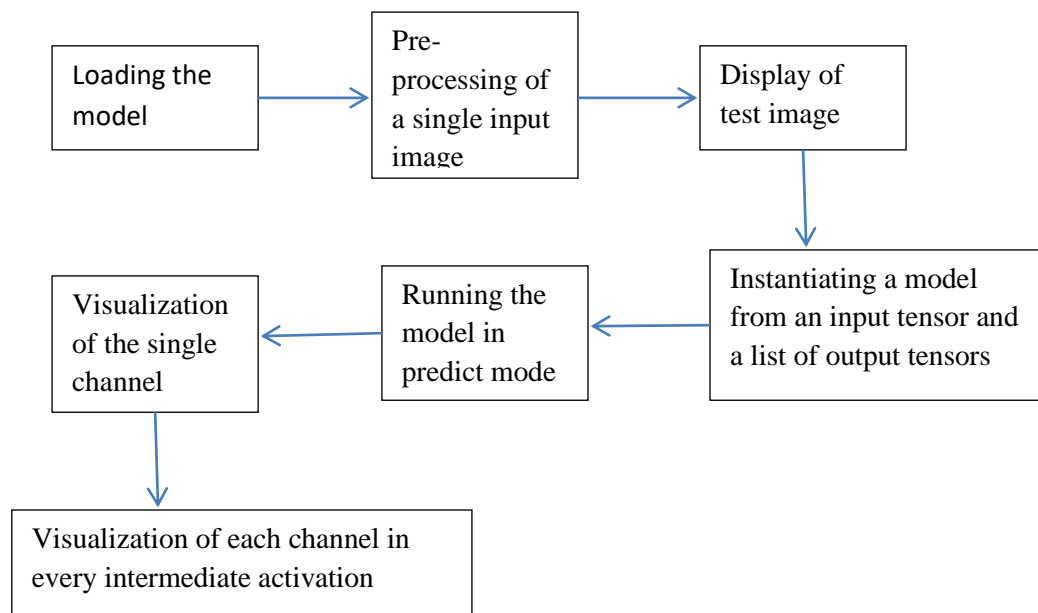 Loading the
model
Pre-
processing of
a single input
image
Display of
test image
Instantiating a model
from an input tensor and
a list of output tensors
Running the
model in
predict mode
Visualization
of the single
channel
Visualization of each channel in
every intermediate activation